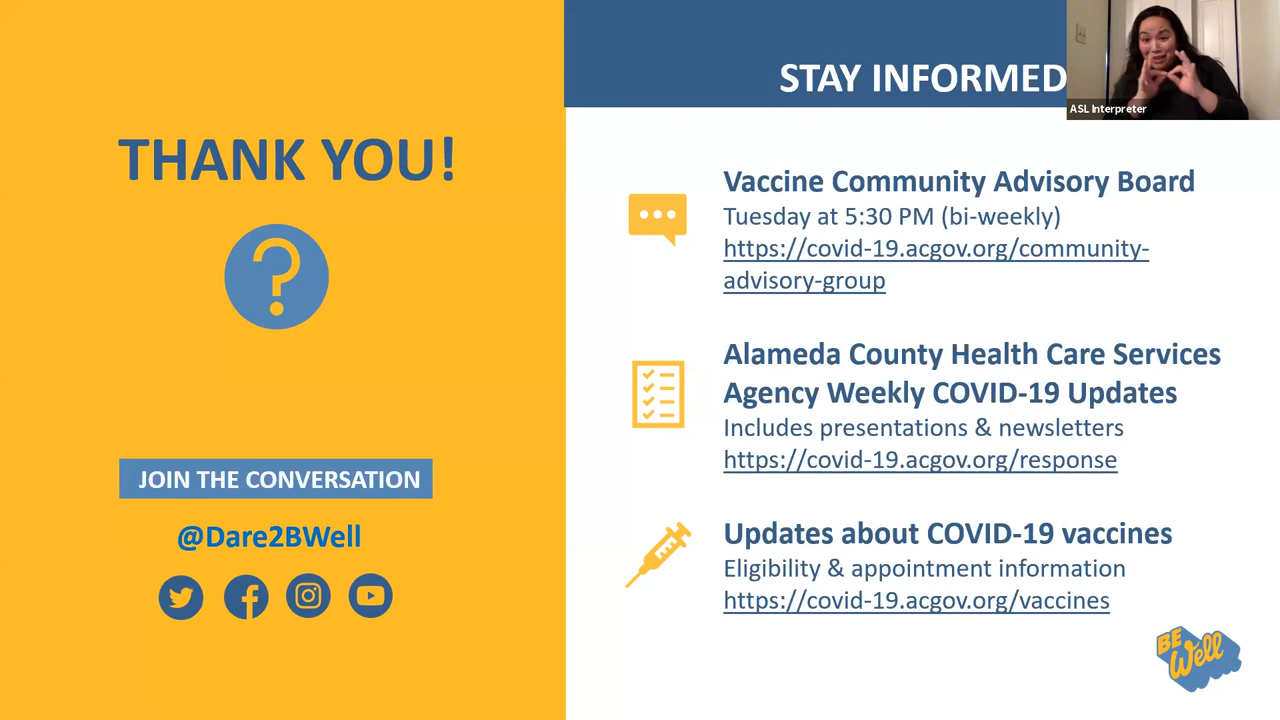 THANK YOU!
?
JOIN THE CONVERSATION
@Dare2BWell
STAY INFORMED
ASL Interpreter
Vaccine Community Advisory Board
Tuesday at 5:30 PM (bi-weekly)
https://covid-19.acgov.org/community-
advisory-group
Alameda County Health Care Services
Agency Weekly COVID-19 Updates
Includes presentations & newsletters
https://covid-19.acgov.org/response
Updates about COVID-19 vaccines
Eligibility & appointment information
https://covid-19.acgov.org/vaccines
BE
Well